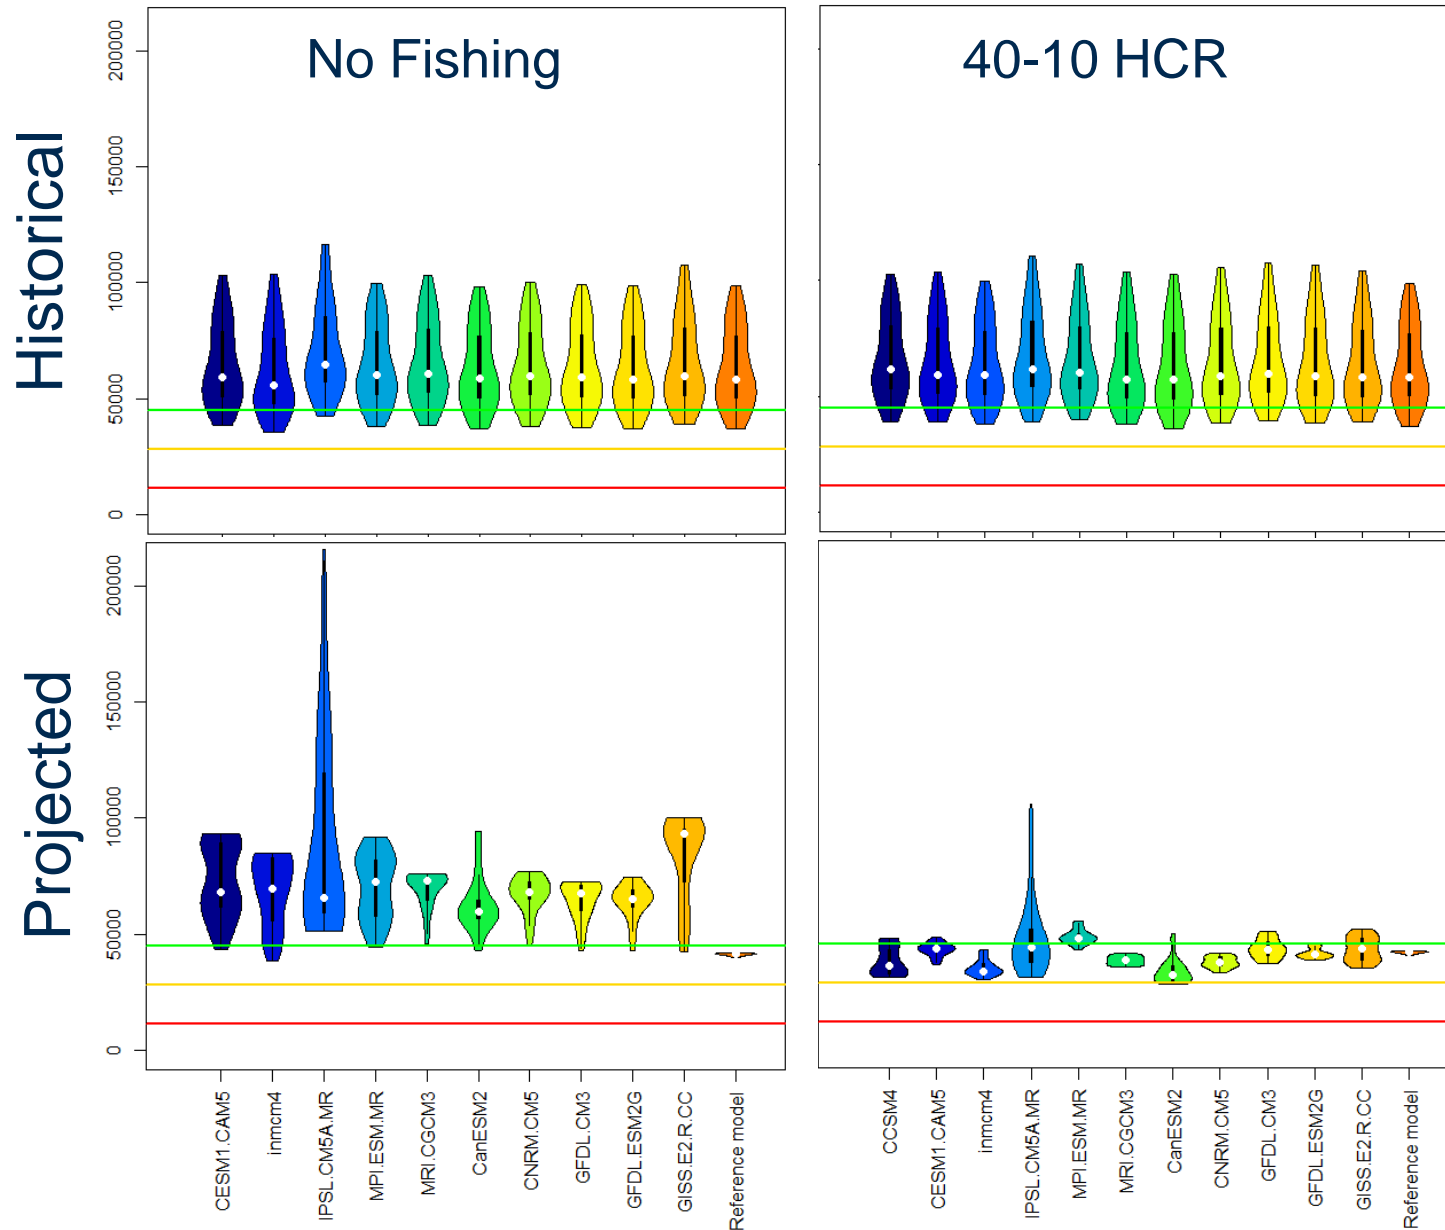 No Fishing
40-10 HCR
Historical
200000
150000
100000
50000
0
Projected
200000
150000
100000
50000
0
CESM1.CAM5
inmcm4
IPSL.CM5A.MR
MPI.ESM.MR
MRI.CGCM3
CanESM2
CNRM.CM5
GFDL.CM3
GFDL.ESM2G
GISS.E2.R.CC
Reference model
CCSM4
CESM1.CAM5
inmcm4
IPSL.CM5A.MR
MPI.ESM.MR
MRI.CGCM3
CanESM2
CNRM.CM5
GFDL.CM3
GFDL.ESM2G
GISS.E2.R.CC
Reference model